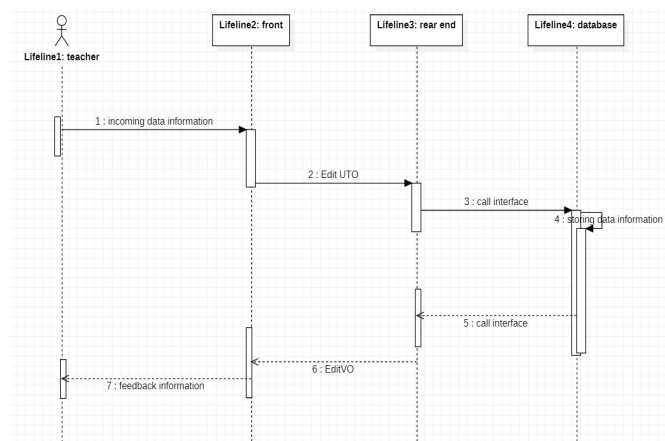 Lifeline1: teacher
Lifeline2: front
Lifeline3: rear end
Lifeline4: database
1 : incoming data information
2 : Edit UTO
3 : call interface
4 : storing data information
5 : call interface
6 : EditVO
7 : feedback information